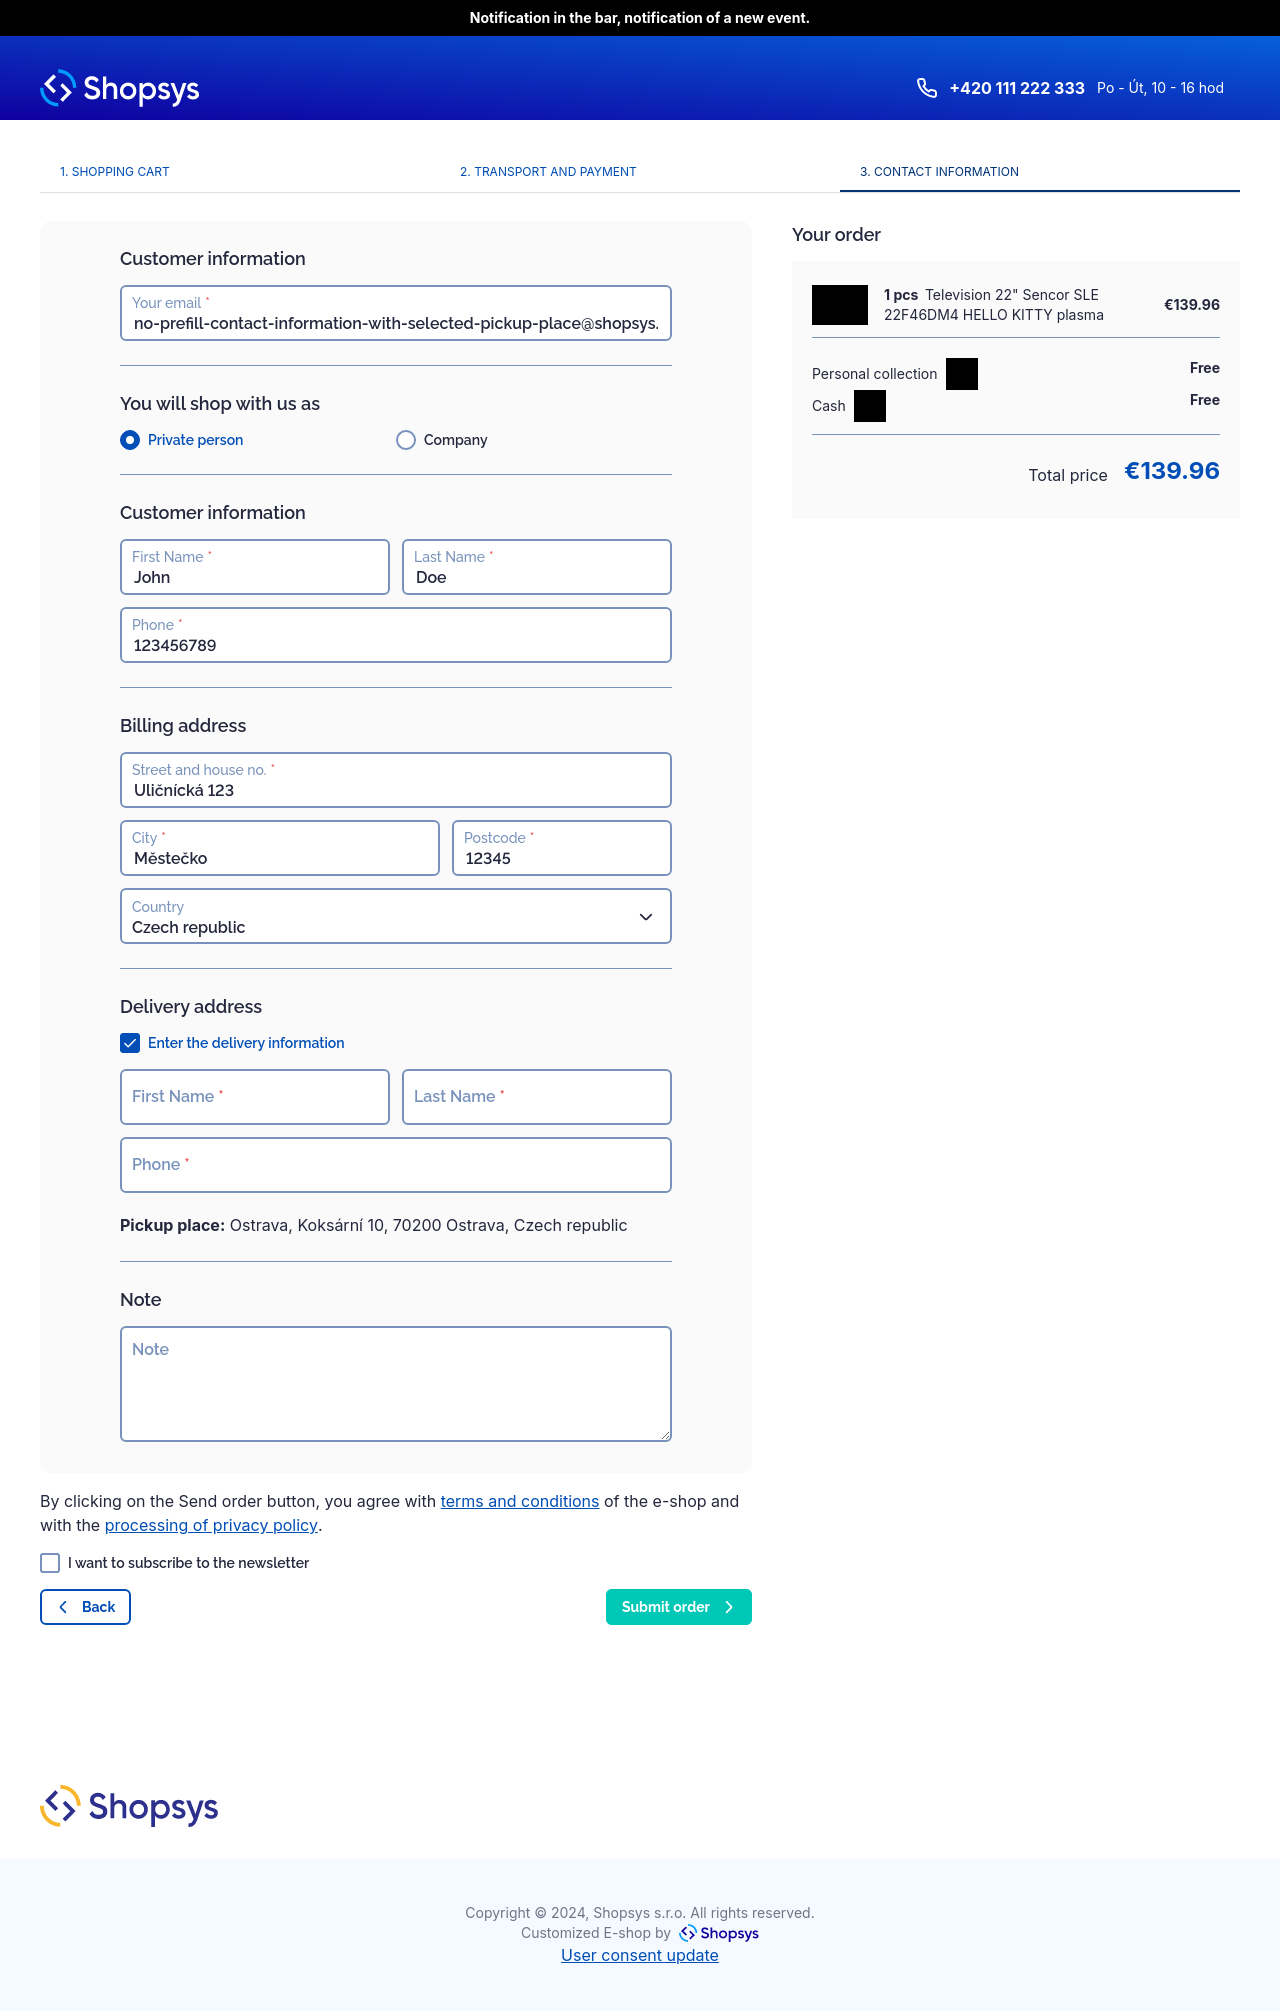 Notification in the bar, notification of a new event.
Shopsys
+420 111 222 333 Po - Út, 10 - 16 hod
1. SHOPPING CART
2. TRANSPORT AND PAYMENT
3. CONTACT INFORMATION
Customer information
Your email *
no-prefill-contact-information-with-selected-pickup-place@shopsys.
You will shop with us as
Private person
Company
Customer information
First Name *
John
Last Name *
Doe
Phone *
123456789
Billing address
Street and house no. *
Uličnícká 123
City *
Městečko
Postcode *
12345
Country
Czech republic
Delivery address
Enter the delivery information
First Name *
Last Name *
Phone *
Pickup place: Ostrava, Koksární 10, 70200 Ostrava, Czech republic
Note
Note
By clicking on the Send order button, you agree with terms and conditions of the e-shop and
with the processing of privacy policy.
I want to subscribe to the newsletter
Back
Submit order
Your order
1 pcs Television 22" Sencor SLE
22F46DM4 HELLO KITTY plasma
€139.96
Personal collection
Free
Cash
Free
Total price €139.96
Shopsys
Copyright © 2024, Shopsys s.r.o. All rights reserved.
Customized E-shop by Shopsys
User consent update